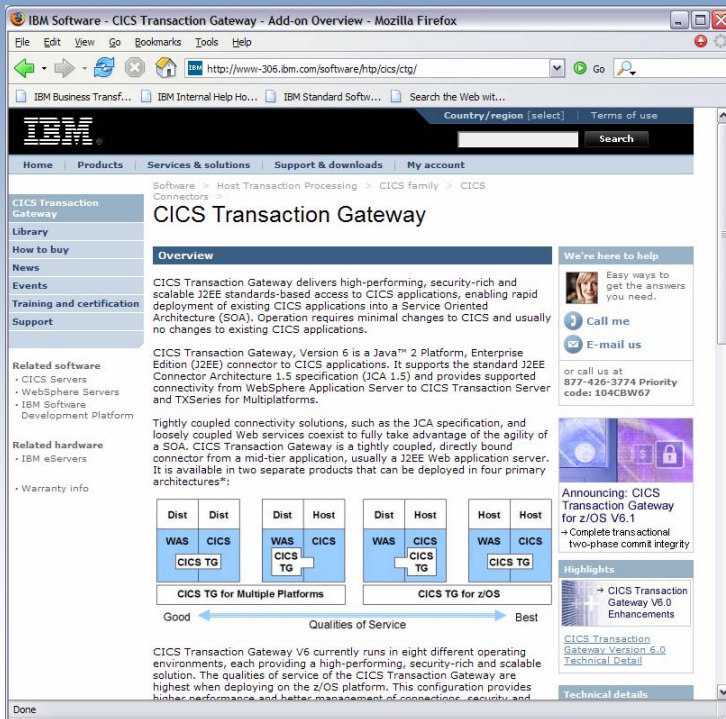 IBM Software - CICS Transaction Gateway - Add-on Overview - Mozilla Firefox
File Edit View Go Bookmarks Tools Help
IBM http://www-306.ibm.com/software/htp/cics/ctg/ Go
IBM Business Transf... IBM Internal Help Ho... IBM Standard Softw... Search the Web wit...
Country/region [select] Terms of use
IBM®
Search
Home Products Services & solutions Support & downloads My account
CICS Transaction
Gateway
Library
How to buy
News
Events
Training and certification
Support
Related software
· CICS Servers
· WebSphere Servers
· IBM Software
Development Platform
Related hardware
· IBM eServers
· Warranty info
Software > Host Transaction Processing > CICS family > CICS
Connectors >
CICS Transaction Gateway
Overview
CICS Transaction Gateway delivers high-performing, security-rich and
scalable J2EE standards-based access to CICS applications, enabling rapid
deployment of existing CICS applications into a Service Oriented
Architecture (SOA). Operation requires minimal changes to CICS and usually
no changes to existing CICS applications.
CICS Transaction Gateway, Version 6 is a Java™ 2 Platform, Enterprise
Edition (J2EE) connector to CICS applications. It supports the standard J2EE
Connector Architecture 1.5 specification (JCA 1.5) and provides supported
connectivity from WebSphere Application Server to CICS Transaction Server
and TXSeries for Multiplatforms.
Tightly coupled connectivity solutions, such as the JCA specification, and
loosely coupled Web services coexist to fully take advantage of the agility of
a SOA. CICS Transaction Gateway is a tightly coupled, directly bound
connector from a mid-tier application, usually a J2EE Web application server.
It is available in two separate products that can be deployed in four primary
architectures*:
Dist Dist Dist Host Dist Host Host Host
WAS CICS WAS CICS WAS CICS WAS CICS
CICS TG CICS TG CICS TG CICS TG
CICS TG for Multiple Platforms CICS TG for z/OS
Good Best
Qualities of Service
CICS Transaction Gateway V6 currently runs in eight different operating
environments, each providing a high-performing, security-rich and scalable
solution. The qualities of service of the CICS Transaction Gateway are
highest when deploying on the z/OS platform. This configuration provides
higher performance and better management of connections, security and
We're here to help
Easy ways to
get the answers
you need.
Call me
E-mail us
or call us at
877-426-3774 Priority
code: 104CBW67
Announcing: CICS
Transaction Gateway
for z/OS V6.1
→ Complete transactional
two-phase commit integrity
Highlights
→ CICS Transaction
Gateway V6.0
Enhancements
CICS Transaction
Gateway Version 6.0
Technical Detail
Technical details
Done